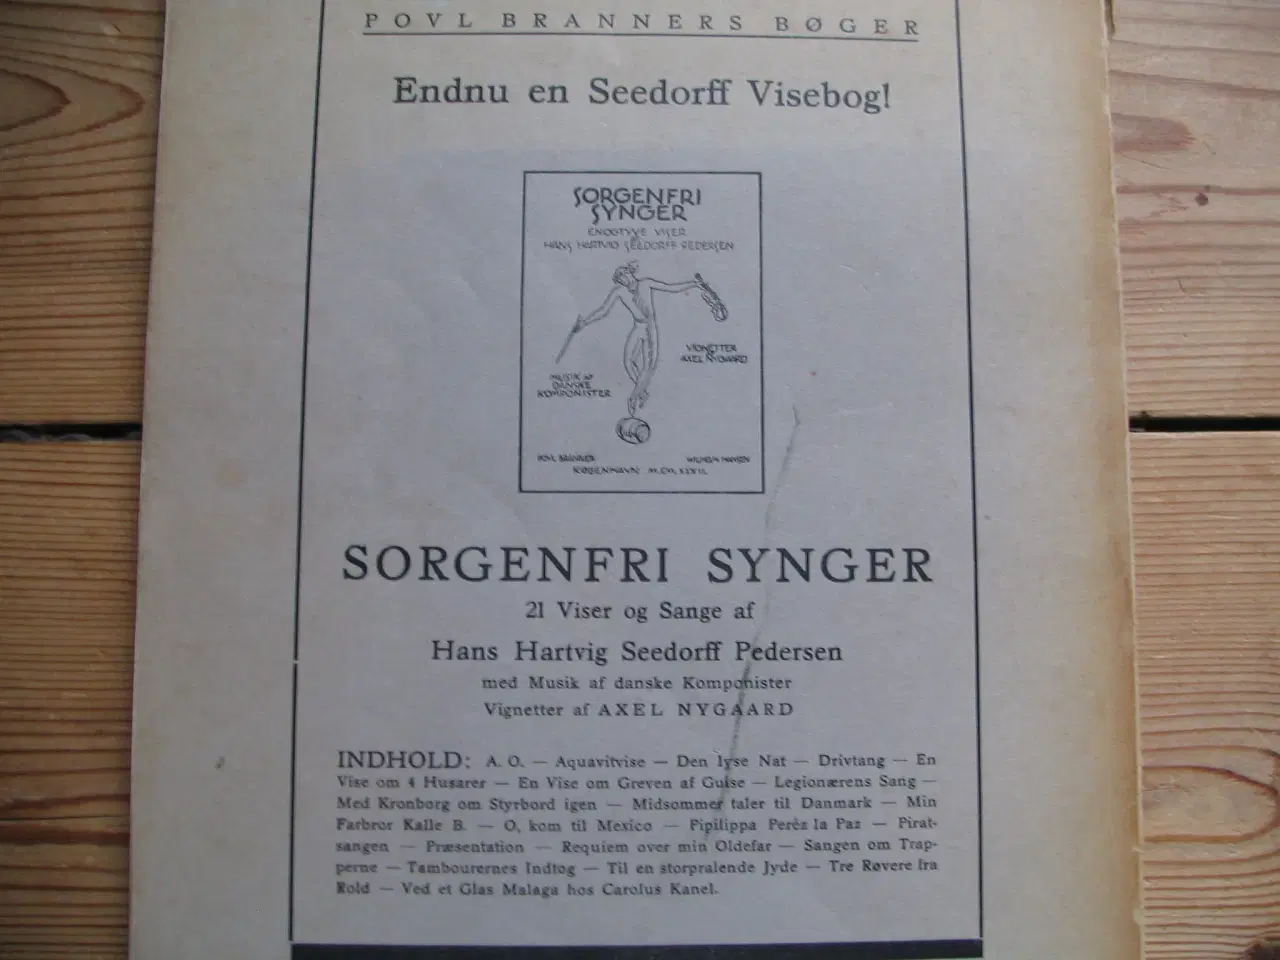 POVL BRANNERS BØGER
Endnu en Seedorff Visebog!
SORGENFRI
SYNGER
ENOGTYVE VISER
AF
HANS HARTVIG SEEDORFF PEDERSEN
VIGNETTER
AF
AXEL NYGAARD
MUSIK AF
DANSKE
KOMPONISTER
POVL BRANNER
WILHELM HANSEN
KØBENHAVN
SORGENFRI SYNGER
21 Viser og Sange af
Hans Hartvig Seedorff Pedersen
med Musik af danske Komponister
Vignetter af AXEL NYGAARD
INDHOLD: A. O. — Aquavitvise — Den lyse Nat — Drivtang — En
Vise om 4 Husarer — En Vise om Greven af Guise — Legionærens Sang —
Med Kronborg om Styrbord igen — Midsommer taler til Danmark — Min
Farbror Kalle B. — O, kom til Mexico — Pipilippa Peréz la Paz — Pirat-
sangen — Præsentation — Requiem over min Oldefar — Sangen om Trap-
perne — Tambourernes Indtog — Til en storpralende Jyde — Tre Røvere fra
Rold — Ved et Glas Malaga hos Carolus Kanel.